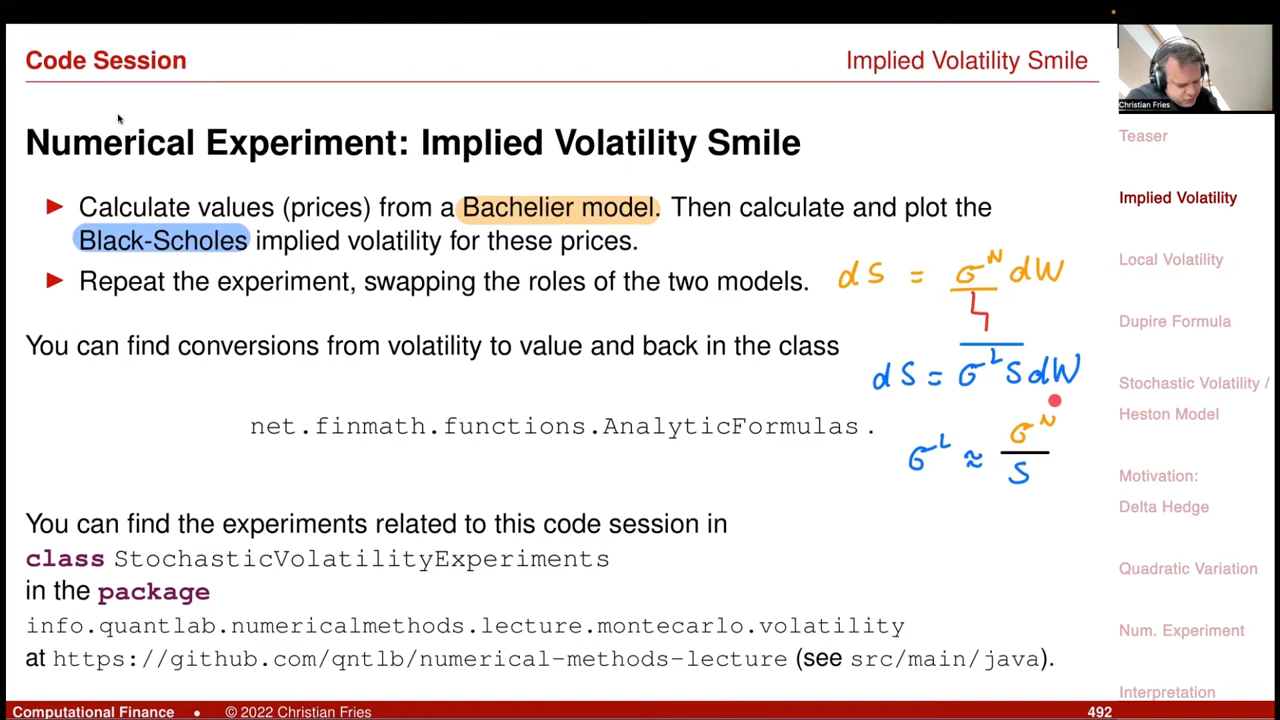 Code Session
Implied Volatility Smile
Christian Fries
Numerical Experiment: Implied Volatility Smile
Calculate values (prices) from a Bachelier model. Then calculate and plot the
Black-Scholes implied volatility for these prices.
Repeat the experiment, swapping the roles of the two models.
dS = σ^N dW
You can find conversions from volatility to value and back in the class
dS = σ^L S dW
net.finmath.functions.AnalyticFormulas.
σ^L ≈ σ^N / S
You can find the experiments related to this code session in
class StochasticVolatilityExperiments
in the package
info.quantlab.numericalmethods.lecture.montecarlo.volatility
at https://github.com/qntlb/numerical-methods-lecture (see src/main/java).
Teaser
Implied Volatility
Local Volatility
Dupire Formula
Stochastic Volatility /
Heston Model
Motivation:
Delta Hedge
Quadratic Variation
Num. Experiment
Interpretation
Computational Finance • © 2022 Christian Fries
492